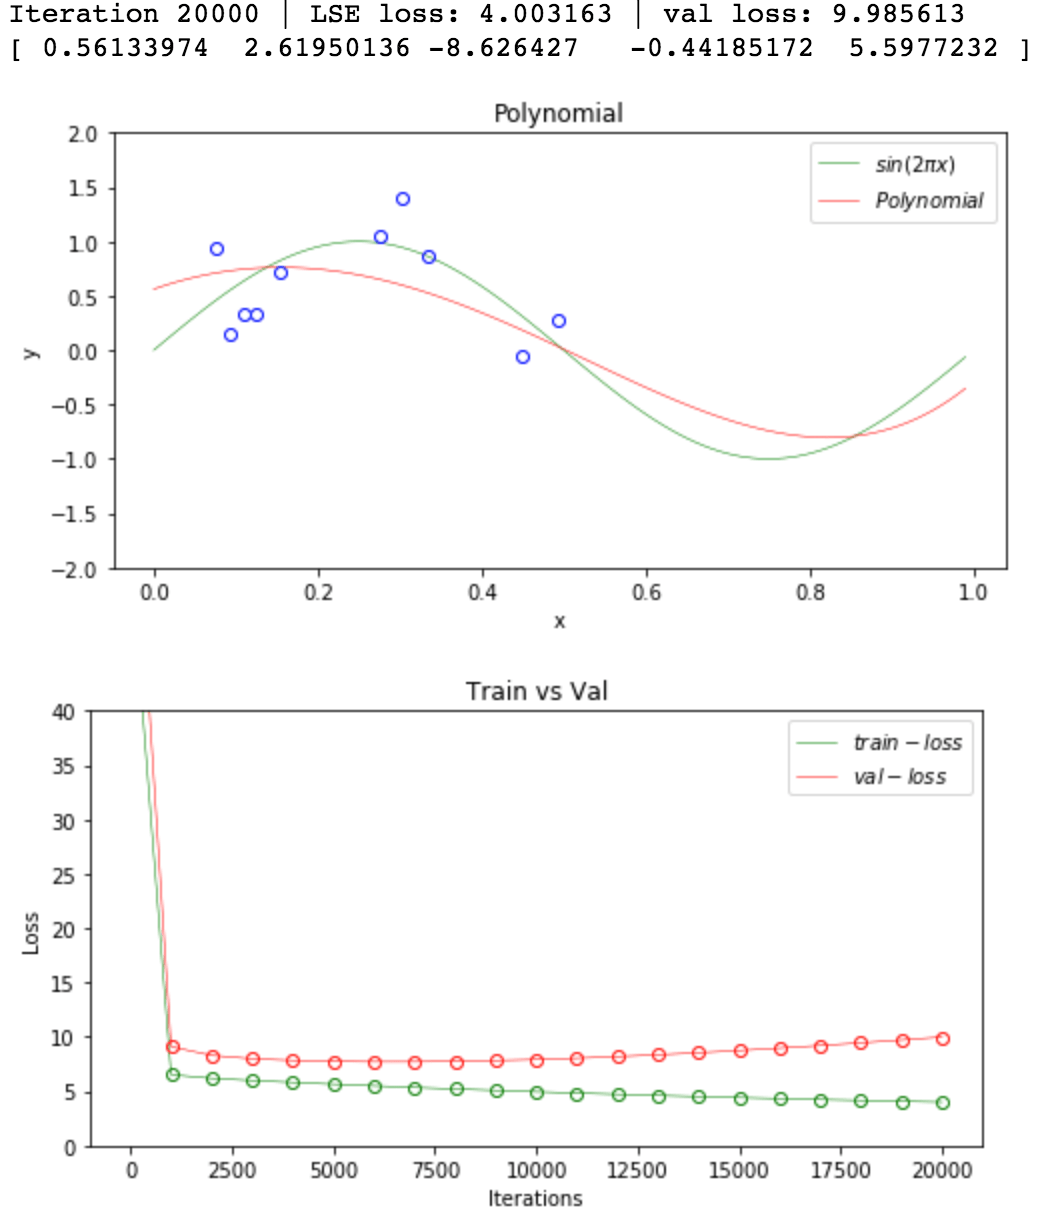 Iteration 20000 | LSE loss: 4.003163 | val loss: 9.985613
[ 0.56133974 2.61950136 -8.626427 -0.44185172 5.5977232 ]
Polynomial
2.0
1.5
1.0
0.5
0.0
−0.5
−1.0
−1.5
−2.0
y
sin(2πx)
Polynomial
0.0 0.2 0.4 0.6 0.8 1.0
x
Train vs Val
40
35
30
25
20
15
10
5
0
Loss
train − loss
val − loss
0 2500 5000 7500 10000 12500 15000 17500 20000
Iterations